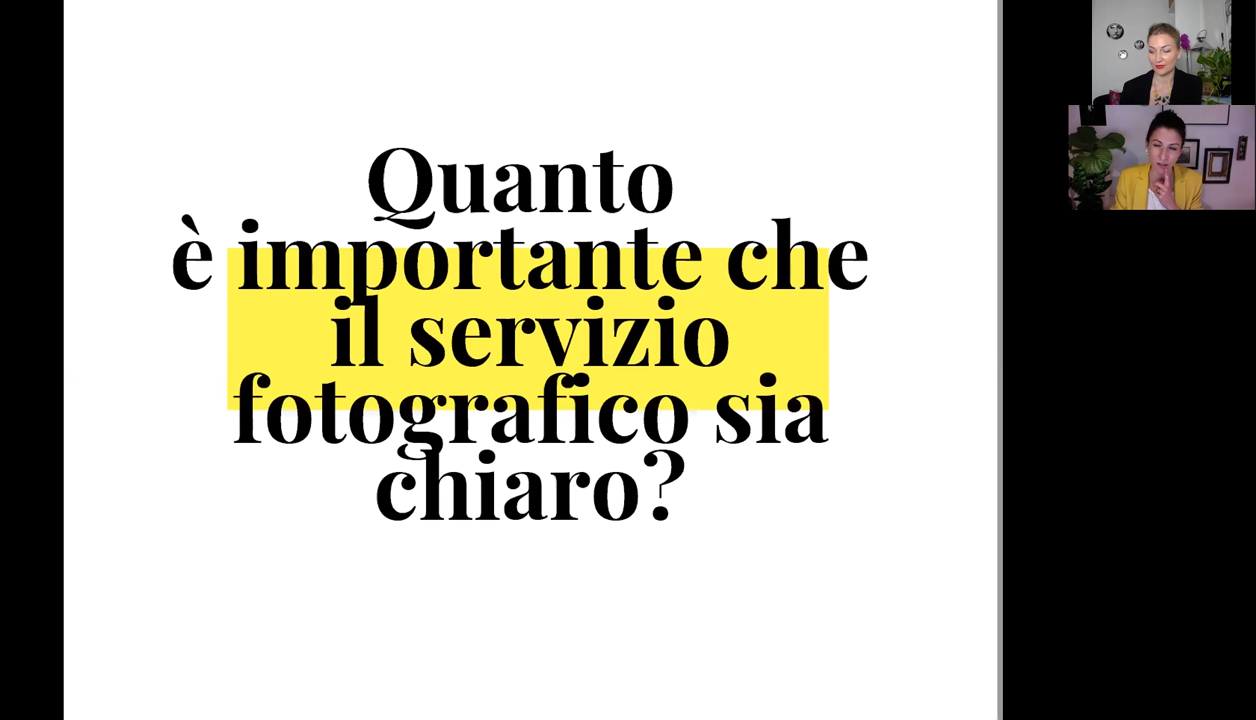 Quanto
è importante che
il servizio
fotografico sia
chiaro?